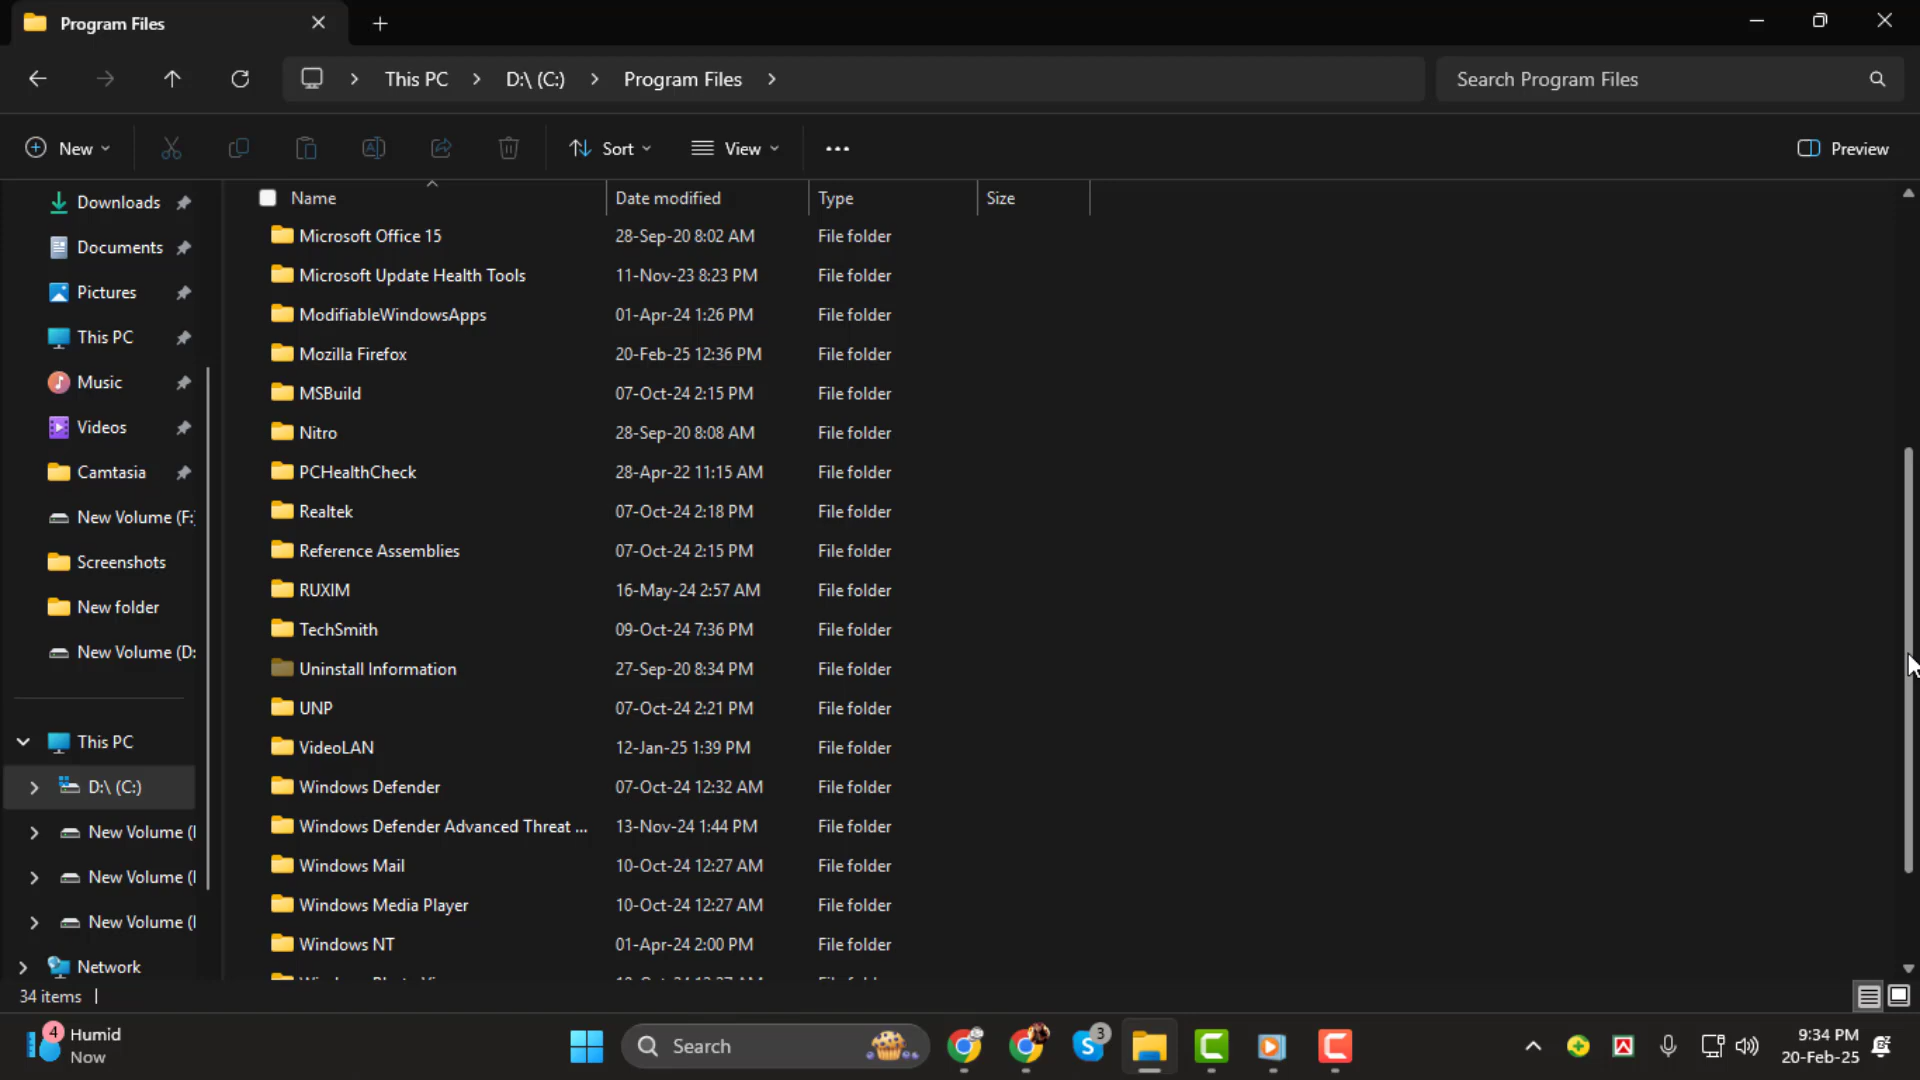 Program Files
This PC
D:\ (C:)
Program Files
Search Program Files
New
Sort
View
Preview
Downloads
Documents
Pictures
This PC
Music
Videos
Camtasia
New Volume (F:
Screenshots
New folder
New Volume (D:
This PC
D:\ (C:)
New Volume (
New Volume (
New Volume (
Network
Name Date modified Type Size
Microsoft Office 15 28-Sep-20 8:02 AM File folder
Microsoft Update Health Tools 11-Nov-23 8:23 PM File folder
ModifiableWindowsApps 01-Apr-24 1:26 PM File folder
Mozilla Firefox 20-Feb-25 12:36 PM File folder
MSBuild 07-Oct-24 2:15 PM File folder
Nitro 28-Sep-20 8:08 AM File folder
PCHealthCheck 28-Apr-22 11:15 AM File folder
Realtek 07-Oct-24 2:18 PM File folder
Reference Assemblies 07-Oct-24 2:15 PM File folder
RUXIM 16-May-24 2:57 AM File folder
TechSmith 09-Oct-24 7:36 PM File folder
Uninstall Information 27-Sep-20 8:34 PM File folder
UNP 07-Oct-24 2:21 PM File folder
VideoLAN 12-Jan-25 1:39 PM File folder
Windows Defender 07-Oct-24 12:32 AM File folder
Windows Defender Advanced Threat ... 13-Nov-24 1:44 PM File folder
Windows Mail 10-Oct-24 12:27 AM File folder
Windows Media Player 10-Oct-24 12:27 AM File folder
Windows NT 01-Apr-24 2:00 PM File folder
34 items
4
Humid
Now
Search
3
9:34 PM
20-Feb-25